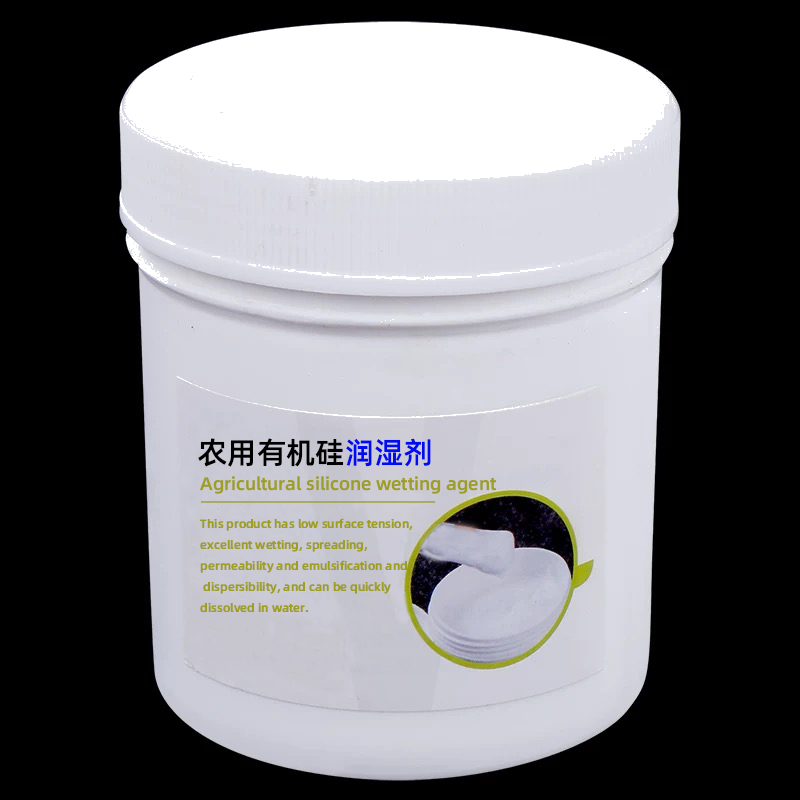 农用有机硅润湿剂
Agricultural silicone wetting agent
This product has low surface tension,
excellent wetting, spreading,
permeability and emulsification and
dispersibility, and can be quickly
dissolved in water.